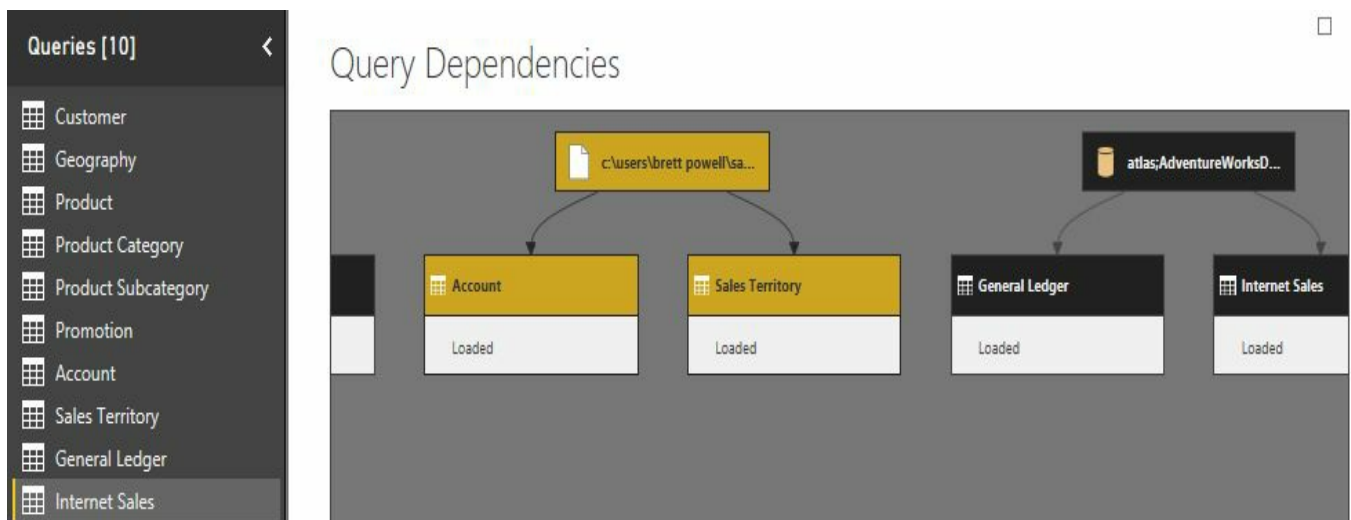 Queries [10]
Customer
Geography
Product
Product Category
Product Subcategory
Promotion
Account
Sales Territory
General Ledger
Internet Sales
Query Dependencies
c:\users\brett powell\sa...
atlas;AdventureWorksD...
Account
Sales Territory
General Ledger
Internet Sales
Loaded
Loaded
Loaded
Loaded